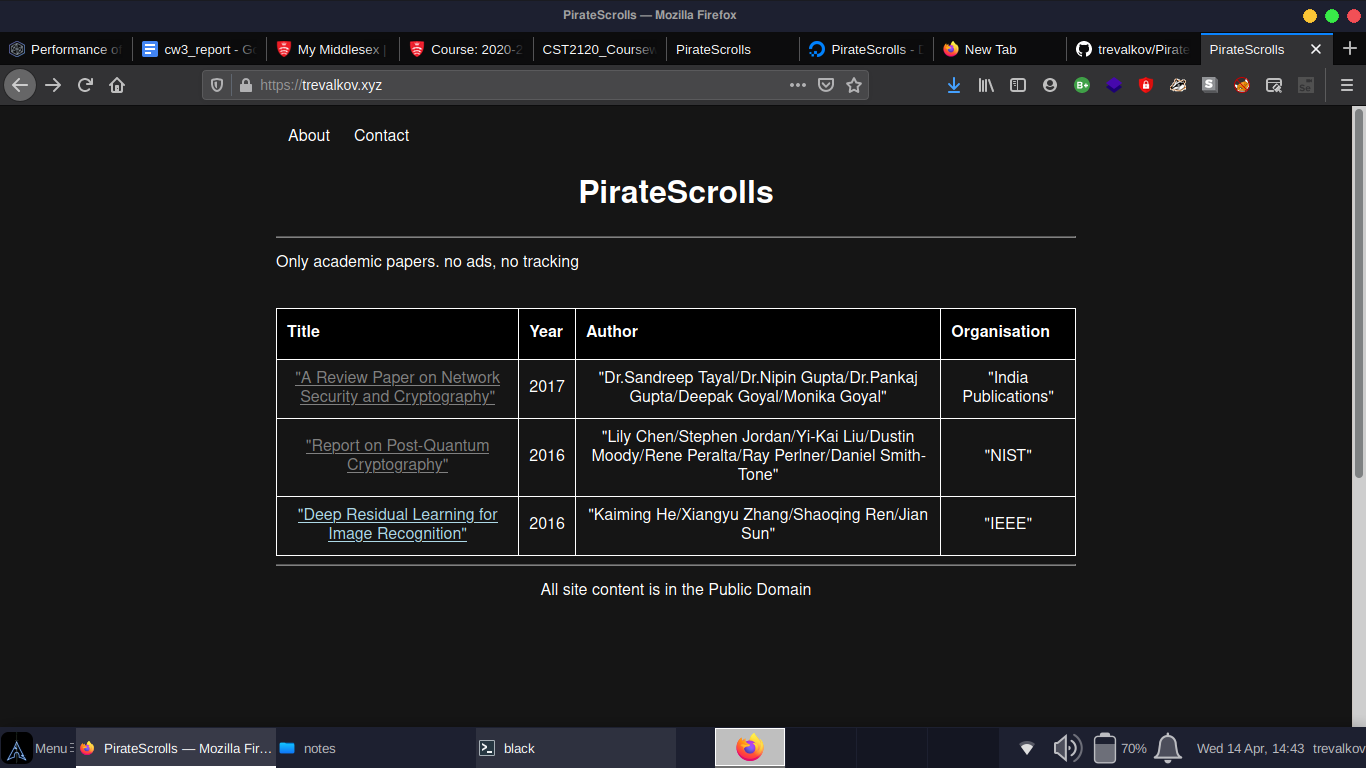 PirateScrolls — Mozilla Firefox
Performance of
cw3_report - Go
My Middlesex |
Course: 2020-2
CST2120_Coursew
PirateScrolls
PirateScrolls - D
New Tab
trevalkov/Pirate
PirateScrolls
https://trevalkov.xyz
About Contact
PirateScrolls
Only academic papers. no ads, no tracking
Title Year Author Organisation
"A Review Paper on Network
Security and Cryptography"
2017
"Dr.Sandreep Tayal/Dr.Nipin Gupta/Dr.Pankaj
Gupta/Deepak Goyal/Monika Goyal"
"India
Publications"
"Report on Post-Quantum
Cryptography"
2016
"Lily Chen/Stephen Jordan/Yi-Kai Liu/Dustin
Moody/Rene Peralta/Ray Perlner/Daniel Smith-
Tone"
"NIST"
"Deep Residual Learning for
Image Recognition"
2016
"Kaiming He/Xiangyu Zhang/Shaoqing Ren/Jian
Sun"
"IEEE"
All site content is in the Public Domain
Menu
PirateScrolls — Mozilla Fir...
notes
black
70%
Wed 14 Apr, 14:43
trevalkov